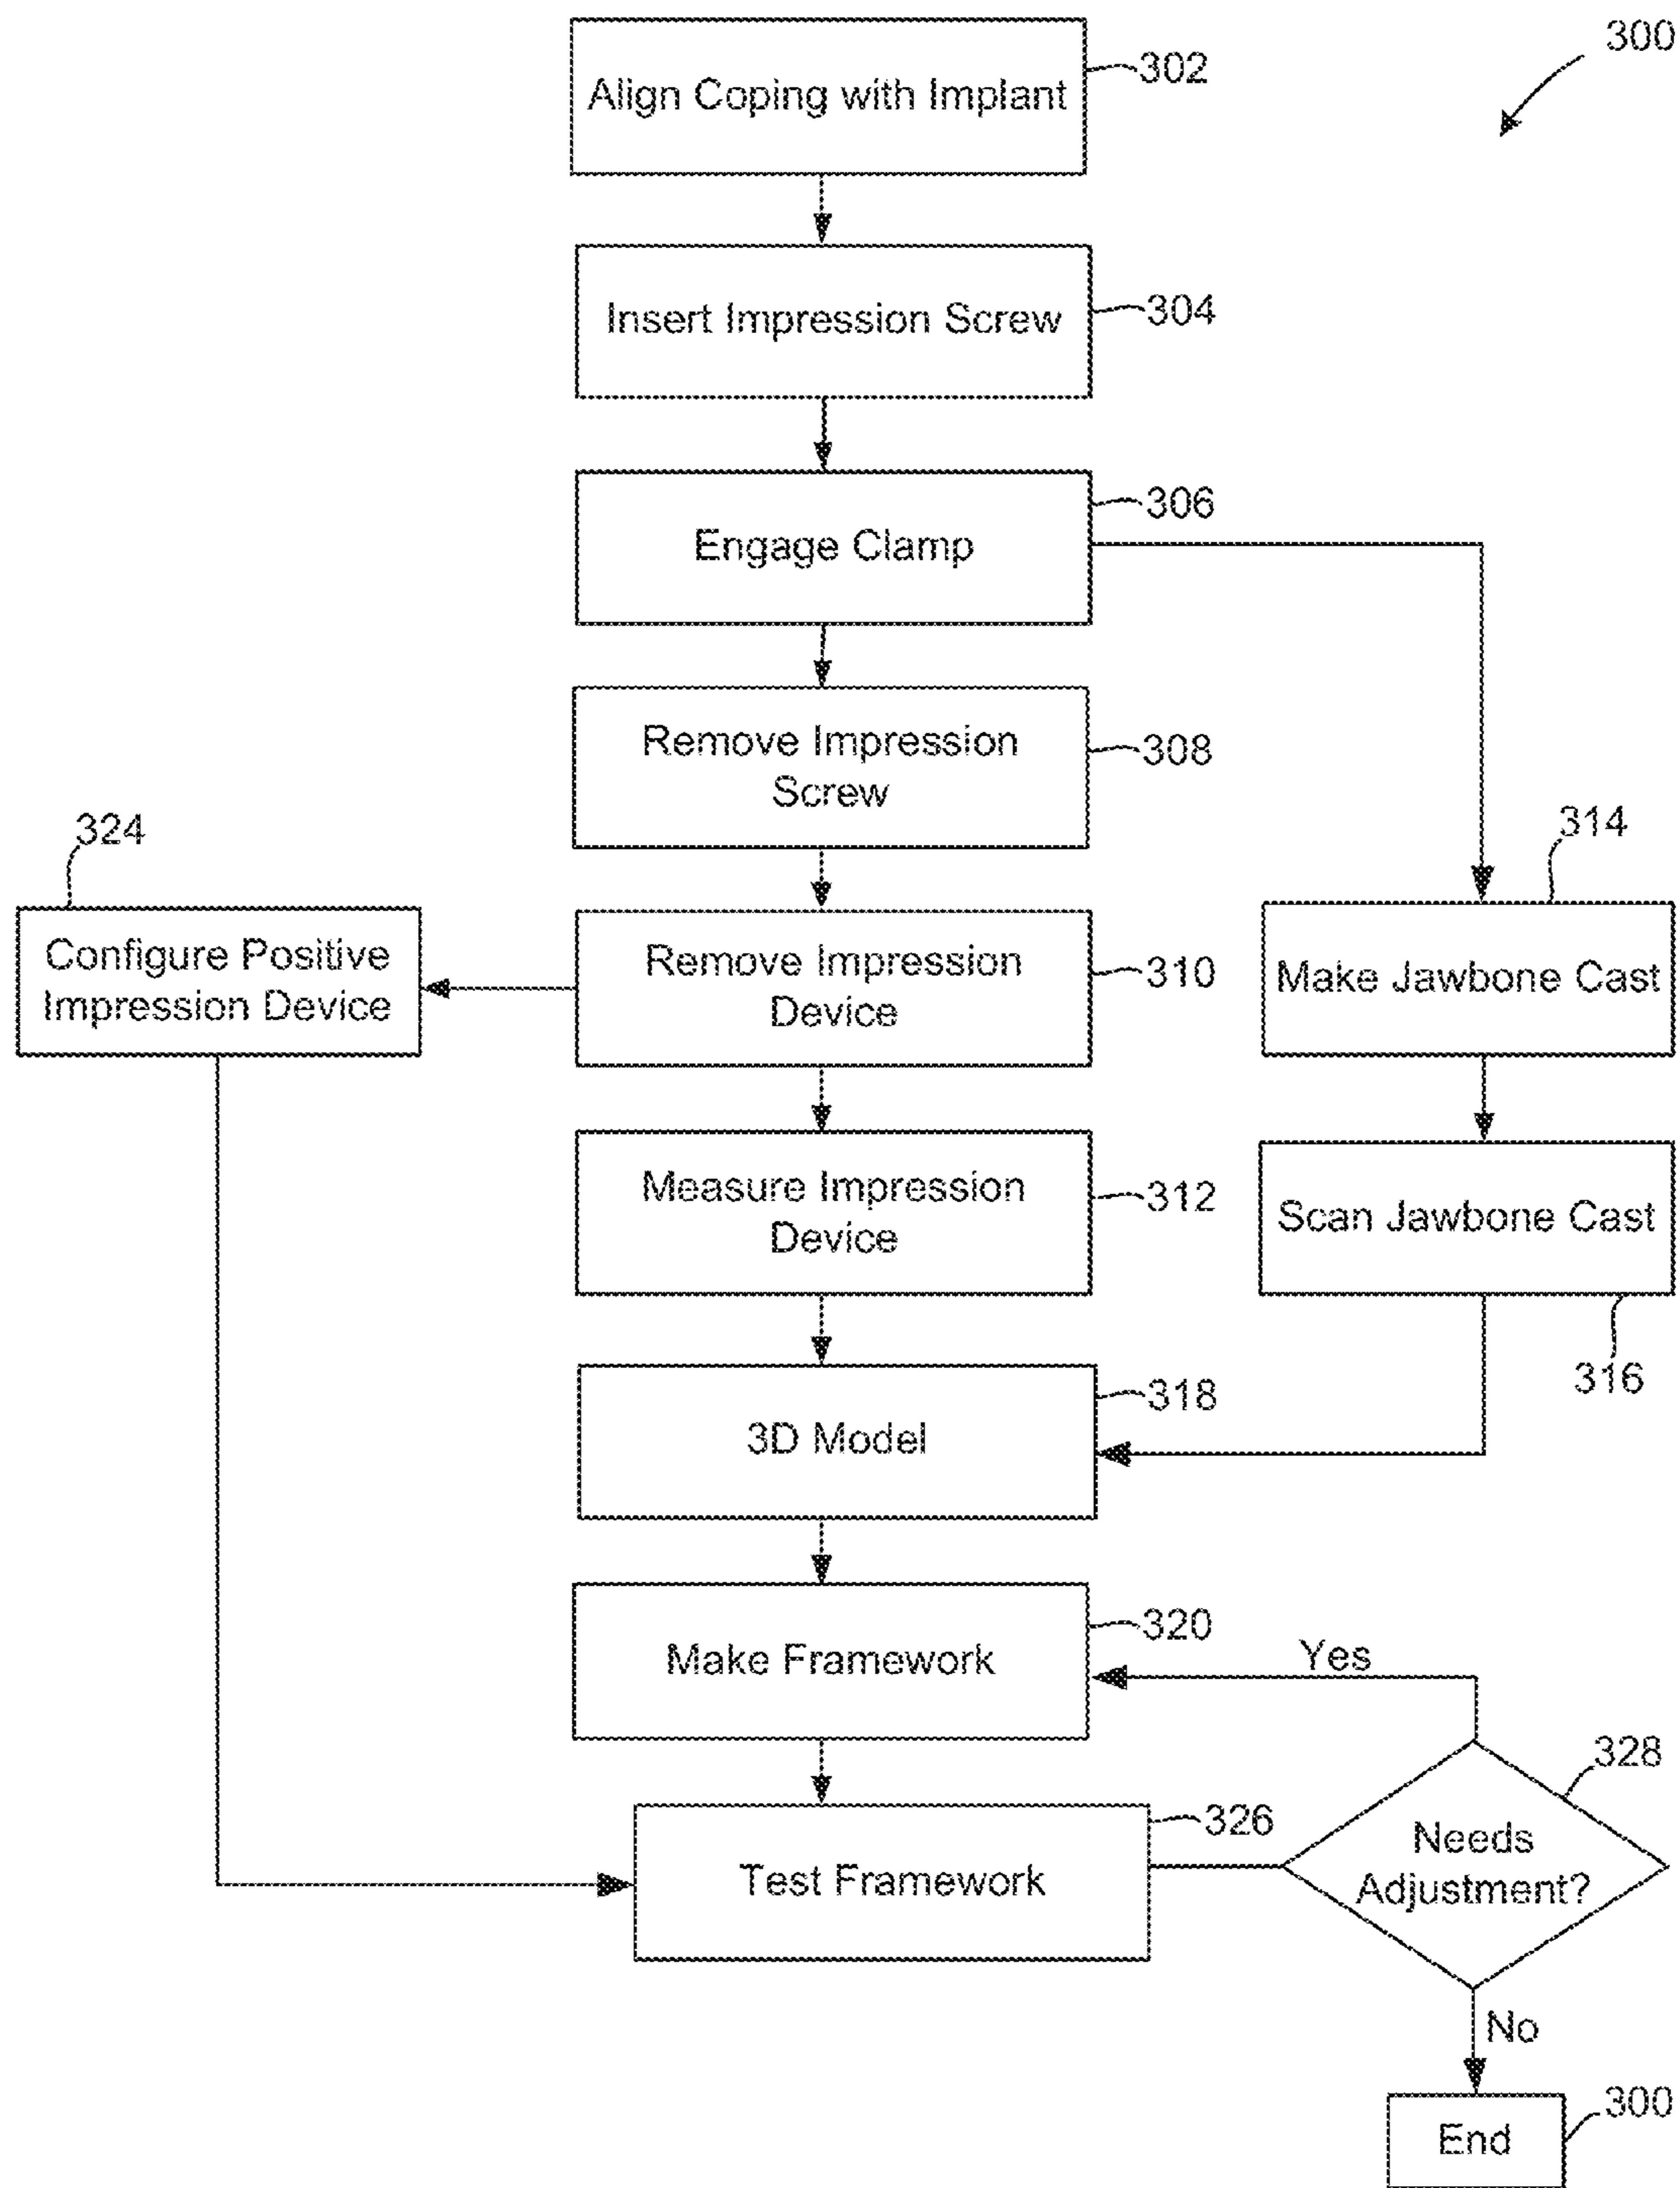 300
Align Coping with Implant
302
Insert Impression Screw
304
Engage Clamp
306
Remove Impression
Screw
308
324
Configure Positive
Impression Device
Remove Impression
Device
310
314
Make Jawbone Cast
Measure Impression
Device
312
Scan Jawbone Cast
316
3D Model
318
Make Framework
320
Yes
Test Framework
326
Needs
Adjustment?
328
No
End
300